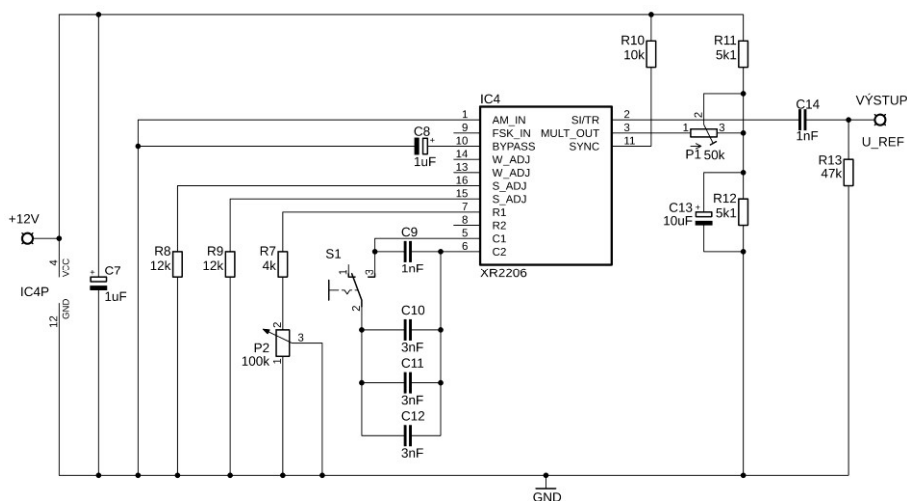 R10
10k
R11
5k1
IC4
1 AM_IN SI/TR 2
9 FSK_IN MULT_OUT 3
10 BYPASS SYNC 11
14 W_ADJ
13 W_ADJ
16 S_ADJ
15 S_ADJ
7 R1
8 R2
5 C1
6 C2
XR2206
C8
+
1uF
2
1 3
P1 50k
C14
1nF
VÝSTUP
U_REF
R13
47k
C13
+
10uF
R12
5k1
+12V
4
VCC
IC4P
GND
12
+
C7
1uF
R8
12k
R9
12k
R7
4k
S1
1 3
2
C9
1nF
C10
3nF
C11
3nF
C12
3nF
P2
100k
2
3
1
GND